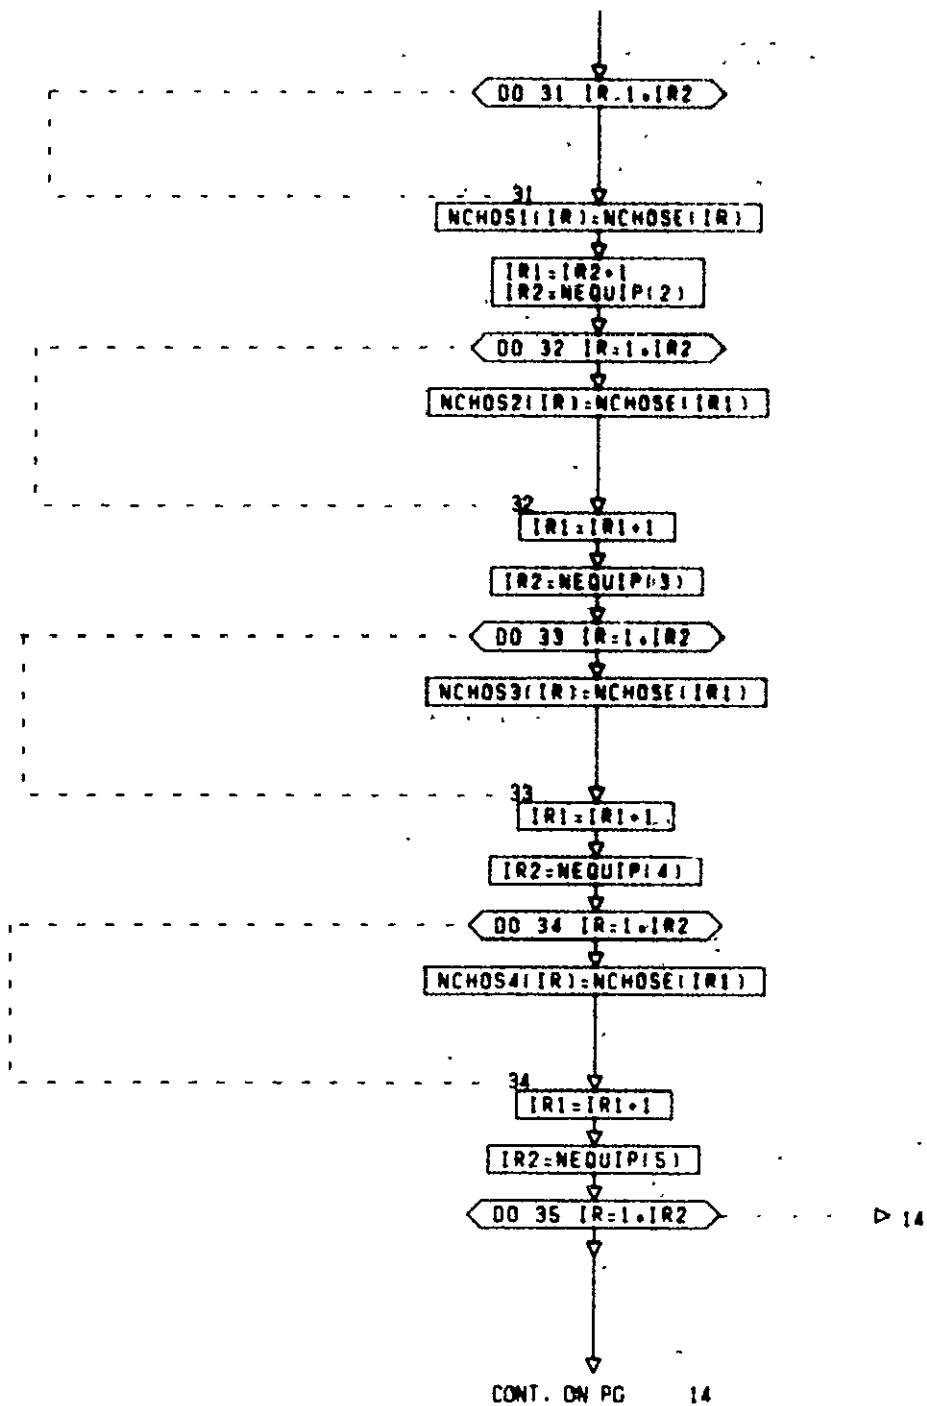 DO 31 IR=1,IR2
31
NCHOS1(IR)=NCHOSE(IR)
IR1=IR2+1
IR2=NEQUIP(2)
DO 32 IR=1,IR2
NCHOS2(IR)=NCHOSE(IR1)
32
IR1=IR1+1
IR2=NEQUIP(3)
DO 33 IR=1,IR2
NCHOS3(IR)=NCHOSE(IR1)
33
IR1=IR1+1
IR2=NEQUIP(4)
DO 34 IR=1,IR2
NCHOS4(IR)=NCHOSE(IR1)
34
IR1=IR1+1
IR2=NEQUIP(5)
DO 35 IR=1,IR2
14
CONT. ON PG 14